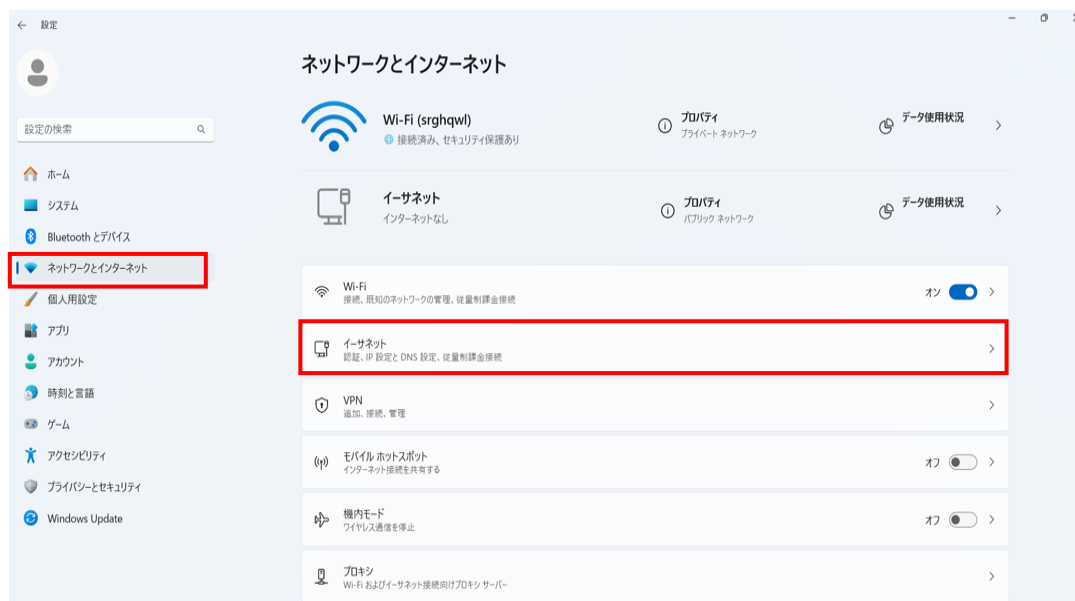 設定
設定の検索
ホーム
システム
Bluetooth とデバイス
ネットワークとインターネット
個人用設定
アプリ
アカウント
時刻と言語
ゲーム
アクセシビリティ
プライバシーとセキュリティ
Windows Update
ネットワークとインターネット
Wi-Fi (srghqwl)
接続済み、セキュリティ保護あり
プロパティ
プライベート ネットワーク
データ使用状況
イーサネット
インターネットなし
プロパティ
パブリック ネットワーク
データ使用状況
Wi-Fi
接続、既知のネットワークの管理、従量制課金接続
オン
イーサネット
認証、IP 設定と DNS 設定、従量制課金接続
VPN
追加、接続、管理
モバイル ホットスポット
インターネット接続を共有する
オフ
機内モード
ワイヤレス通信を停止
オフ
プロキシ
Wi-Fi およびイーサネット接続向けプロキシ サーバー